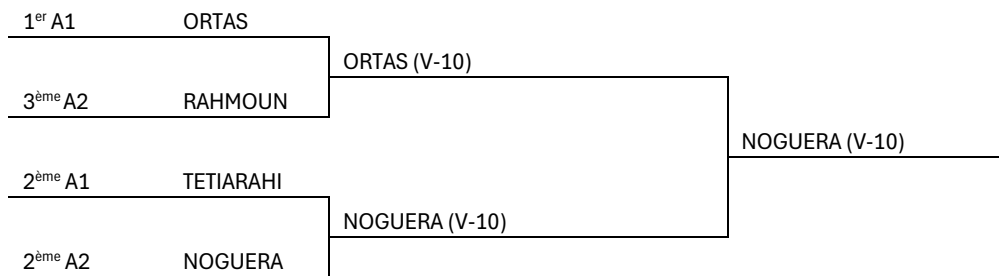 1er A1 ORTAS
ORTAS (V-10)
3ème A2 RAHMOUN
NOGUERA (V-10)
2ème A1 TETIARAHI
NOGUERA (V-10)
2ème A2 NOGUERA